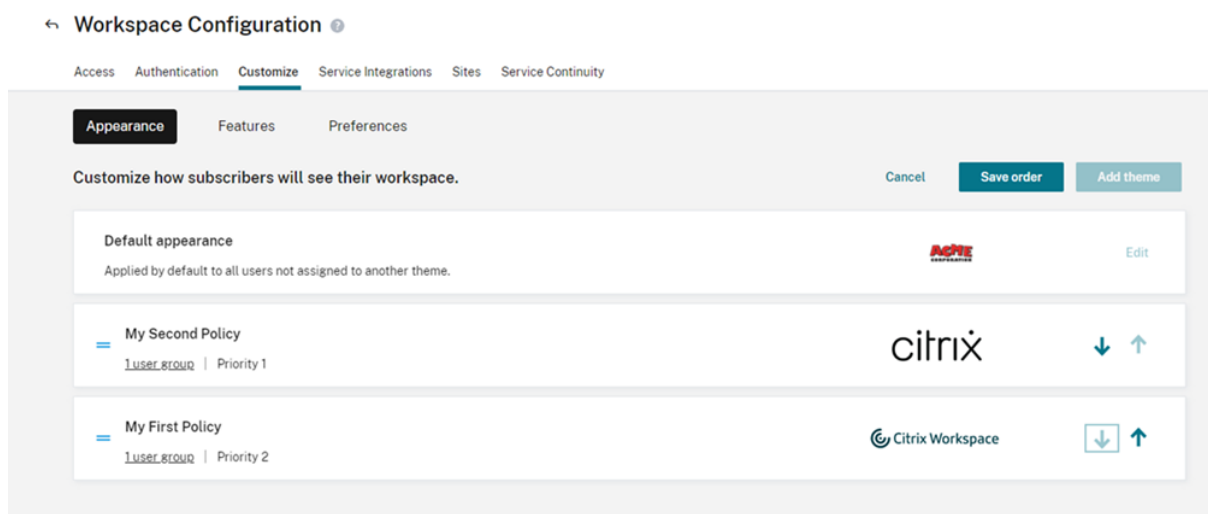 Workspace Configuration ?
Access Authentication Customize Service Integrations Sites Service Continuity
Appearance Features Preferences
Customize how subscribers will see their workspace. Cancel Save order Add theme
Default appearance
ACME
CORPORATION
Edit
Applied by default to all users not assigned to another theme.
My Second Policy
citrix
1 user group | Priority 1
My First Policy
Citrix Workspace
1 user group | Priority 2